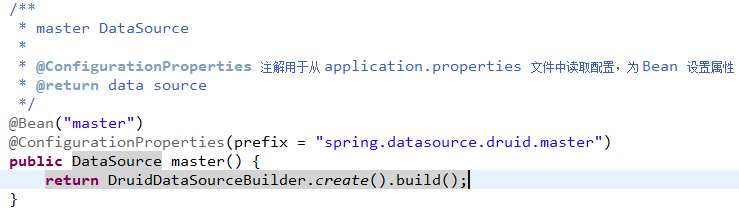 /**
 * master DataSource
 *
 * @ConfigurationProperties 注解用于从 application.properties 文件中读取配置，为 Bean 设置属性
 * @return data source
 */
@Bean("master")
@ConfigurationProperties(prefix = "spring.datasource.druid.master")
public DataSource master() {
    return DruidDataSourceBuilder.create().build();
}